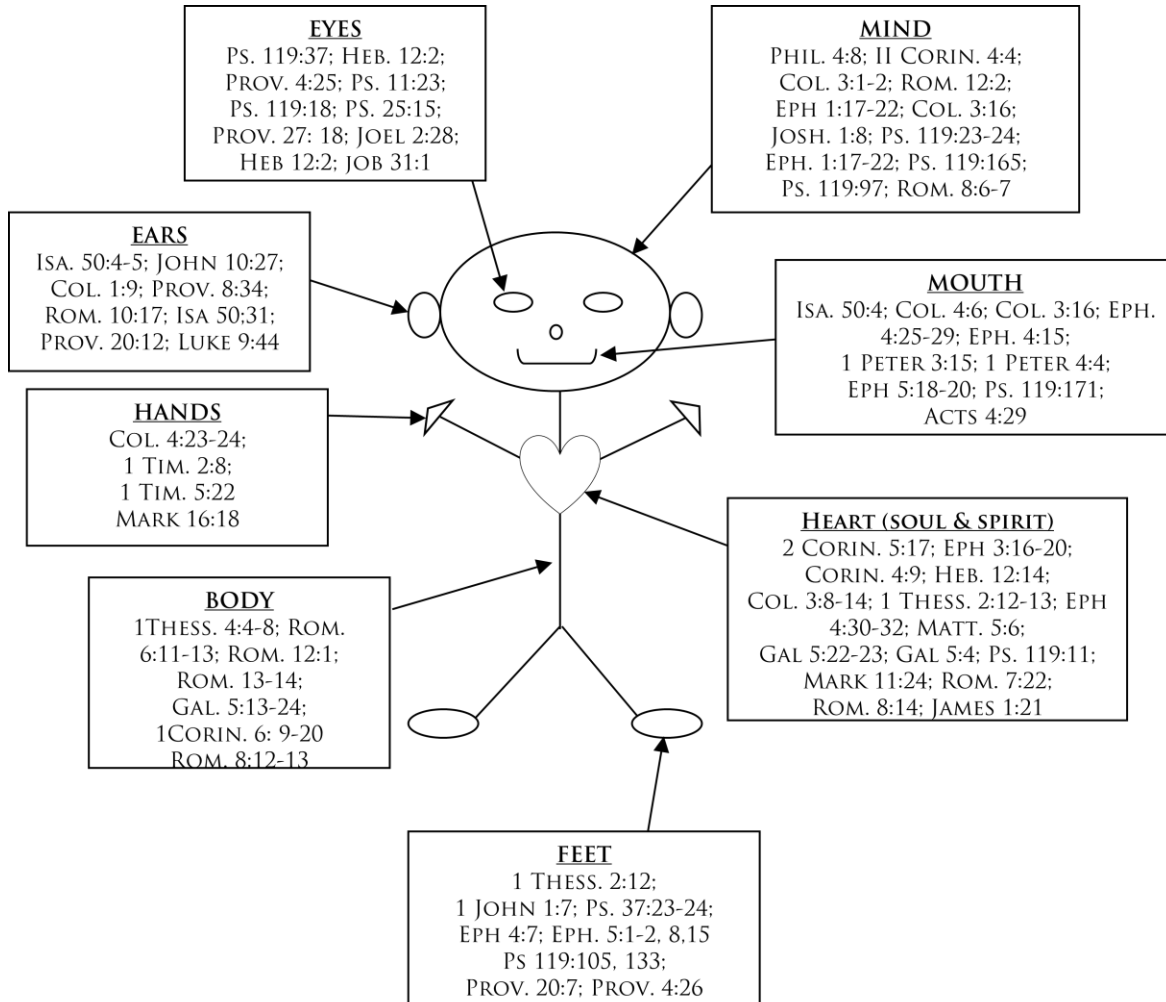 EYES
Ps. 119:37; Heb. 12:2;
Prov. 4:25; Ps. 11:23
Ps. 119:18; PS. 25:15;
Prov. 27: 18; Joel 2:28;
Heb 12:2; job 31:1
MIND
Phil. 4:8; II Corin. 4:4;
Col. 3:1-2; Rom. 12:2;
Eph 1:17-22; Col. 3:16;
Josh. 1:8; Ps. 119:23-24;
Eph. 1:17-22; Ps. 119:165;
Ps. 119:97; Rom. 8:6-7
EARS
Isa. 50:4-5; John 10:27;
Col. 1:9; Prov. 8:34;
Rom. 10:17; Isa 50;31;
Prov. 20:12; Luke 9:44
MOUTH
Isa. 50:4; Col. 4:6; Col. 3:16; Eph.
4:25-29; Eph. 4:15;
1 Peter 3:15; 1 Peter 4:4;
Eph 5:18-20; Ps. 119:171;
Acts 4:29
HANDS
Col. 4:23-24;
1 Tim. 2:8;
1 Tim. 5:22
Mark 16:18
Heart (soul & spirit)
2 Corin. 5:17; Eph 3:16-20;
Corin. 4:9; Heb. 12:14;
Col. 3:8-14; 1 Thess. 2:12-13; Eph
4:30-32; Matt. 5:6;
Gal 5:22-23; Gal 5:4; Ps. 119:11;
Mark 11:24; Rom. 7:22;
Rom. 8:14; James 1:21
BODY
1Thess. 4:4-8; Rom.
6:11-13; Rom. 12:1;
Rom. 13-14;
Gal. 5:13-24;
1Corin. 6: 9-20
Rom. 8:12-13
FEET
1 Thess. 2:12;
1 John 1:7; Ps. 37:23-24;
Eph 4:7; Eph. 5:1-2, 8,15
Ps 119:105, 133;
Prov. 20:7; Prov. 4:26